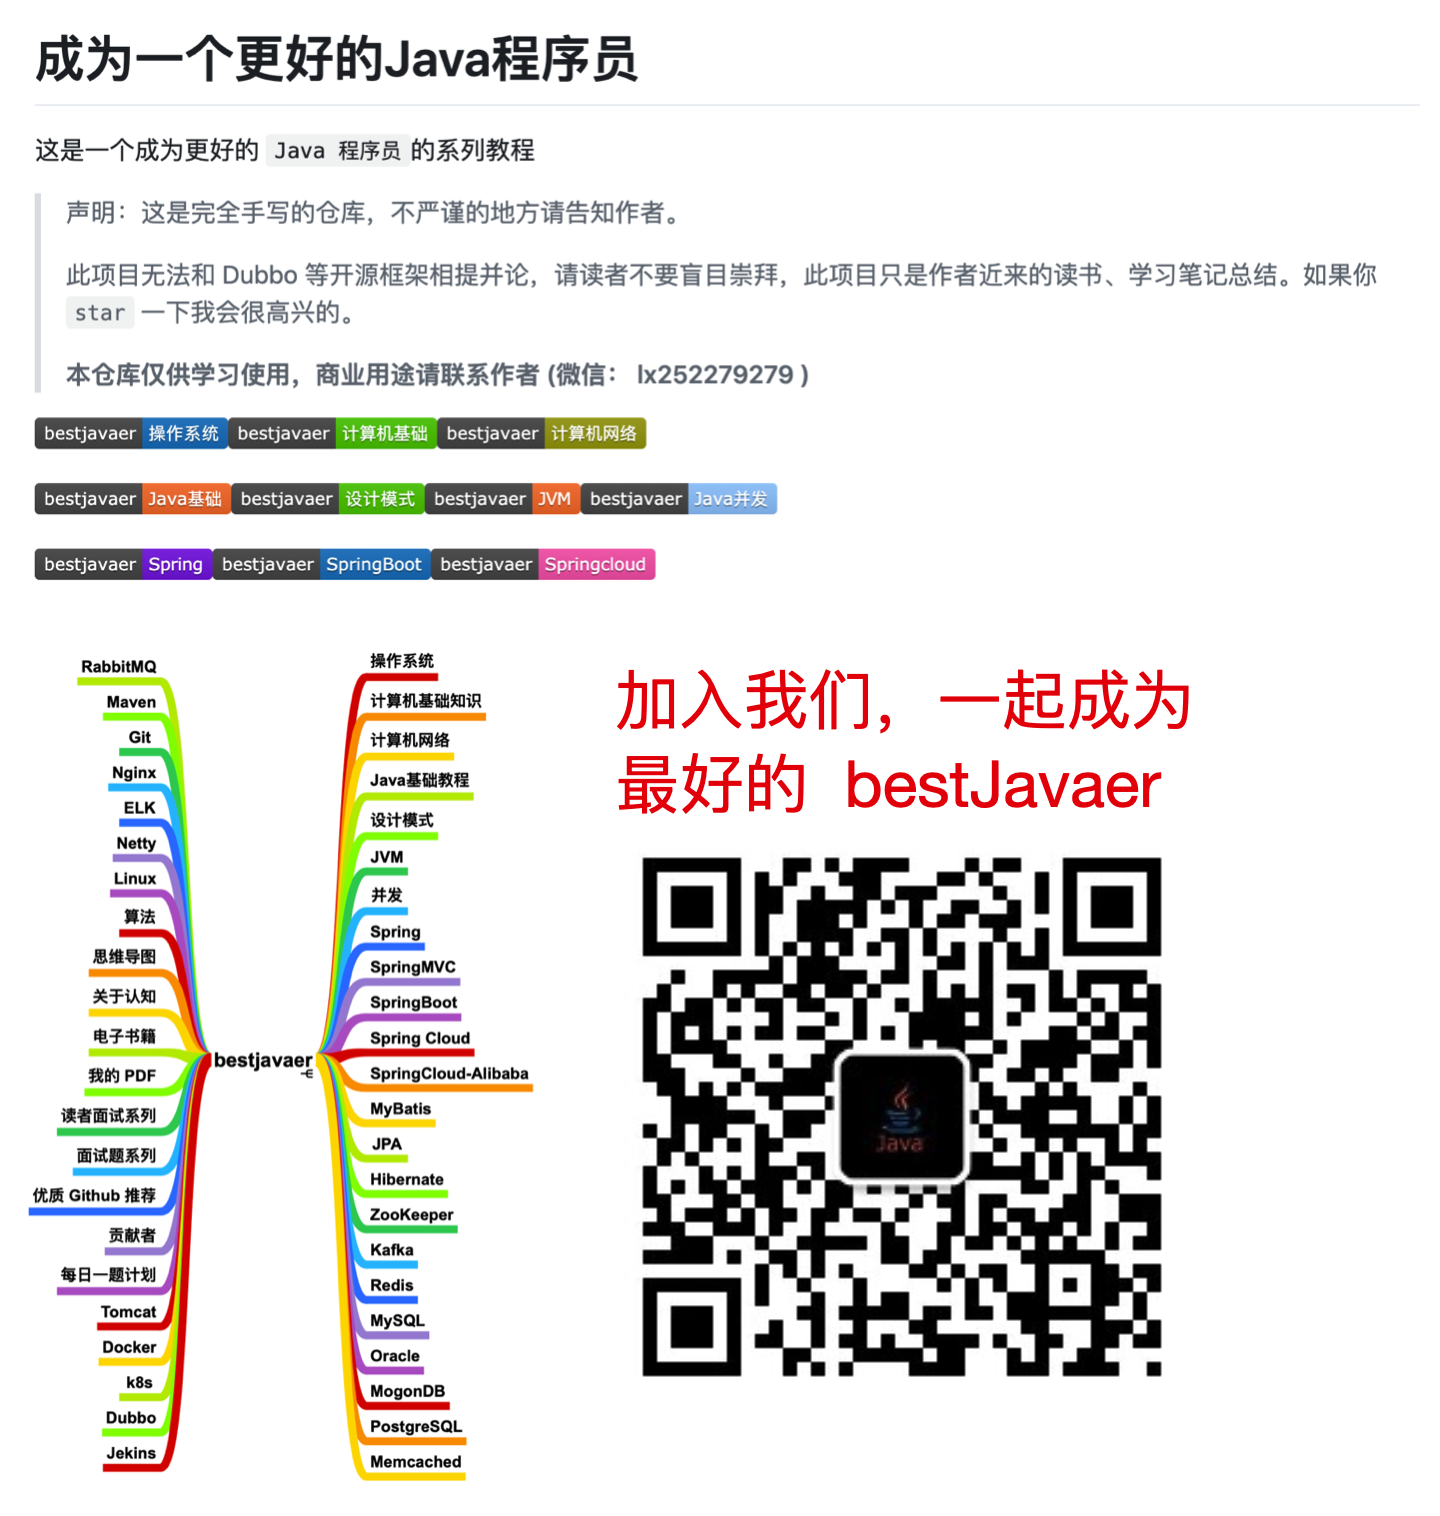 成为一个更好的Java程序员
这是一个成为更好的 Java 程序员 的系列教程
声明：这是完全手写的仓库，不严谨的地方请告知作者。
此项目无法和 Dubbo 等开源框架相提并论，请读者不要盲目崇拜，此项目只是作者近来的读书、学习笔记总结。如果你
star 一下我会很高兴的。
本仓库仅供学习使用，商业用途请联系作者 (微信： lx252279279 )
bestjavaer 操作系统 bestjavaer 计算机基础 bestjavaer 计算机网络
bestjavaer Java基础 bestjavaer 设计模式 bestjavaer JVM bestjavaer Java并发
bestjavaer Spring bestjavaer SpringBoot bestjavaer Springcloud
RabbitMQ
Maven
Git
Nginx
ELK
Netty
Linux
算法
思维导图
关于认知
电子书籍
我的 PDF
读者面试系列
面试题系列
优质 Github 推荐
贡献者
每日一题计划
Tomcat
Docker
k8s
Dubbo
Jekins
bestjavaer
操作系统
计算机基础知识
计算机网络
Java基础教程
设计模式
JVM
并发
Spring
SpringMVC
SpringBoot
Spring Cloud
SpringCloud-Alibaba
MyBatis
JPA
Hibernate
ZooKeeper
Kafka
Redis
MySQL
Oracle
MogonDB
PostgreSQL
Memcached
加入我们，一起成为
最好的 bestJavaer
Java